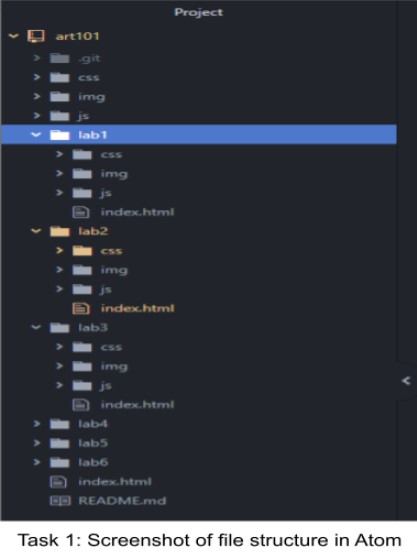 Project
art101
.git
css
img
js
lab1
css
img
js
index.html
lab2
css
img
js
index.html
lab3
css
img
js
index.html
lab4
lab5
lab6
index.html
README.md
Task 1: Screenshot of file structure in Atom